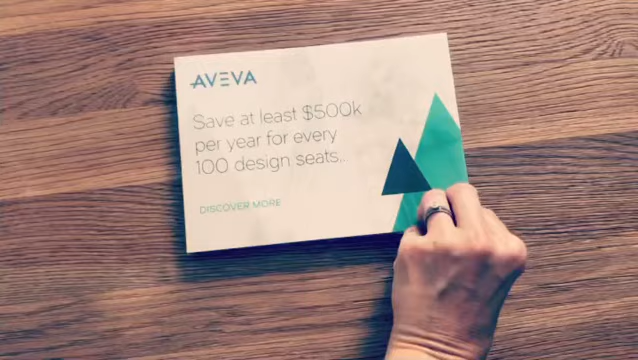 AVEVA
Save at least $500k
per year for every
100 design seats...
DISCOVER MORE